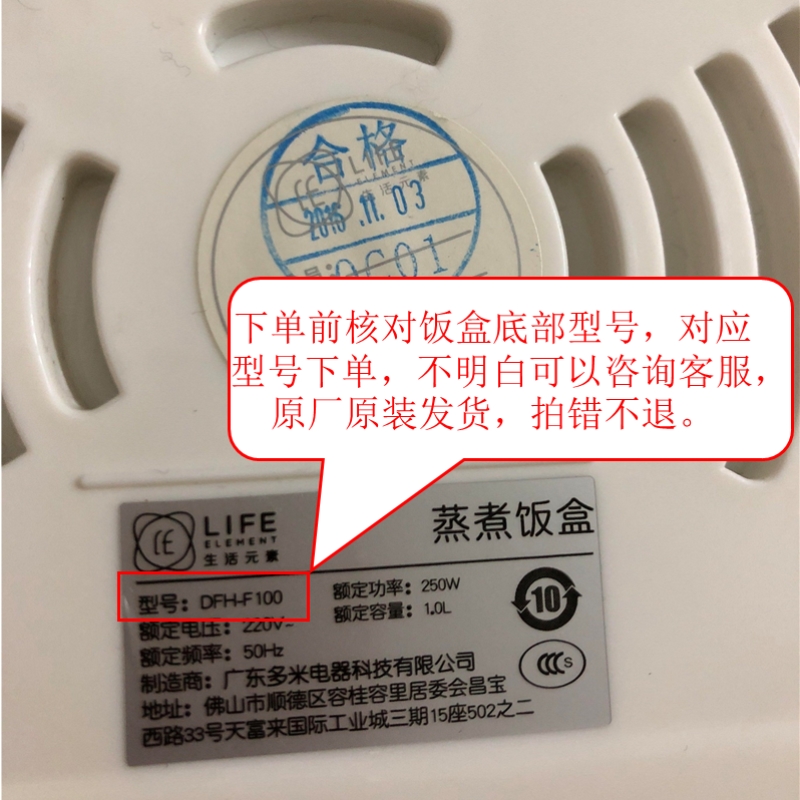 合格
LIFE
ELEMENT
生活元素
2015.11.03
QC01
下单前核对饭盒底部型号，对应
型号下单，不明白可以咨询客服，
原厂原装发货，拍错不退。
LIFE
ELEMENT
生活元素
蒸煮饭盒
型号：DFH-F100
额定功率：250W
额定电压：220V~
额定容量：1.0L
额定频率：50Hz
10
CCC S
制造商：广东多米电器科技有限公司
地址：佛山市顺德区容桂容里居委会昌宝
西路33号天富来国际工业城三期15座502之二